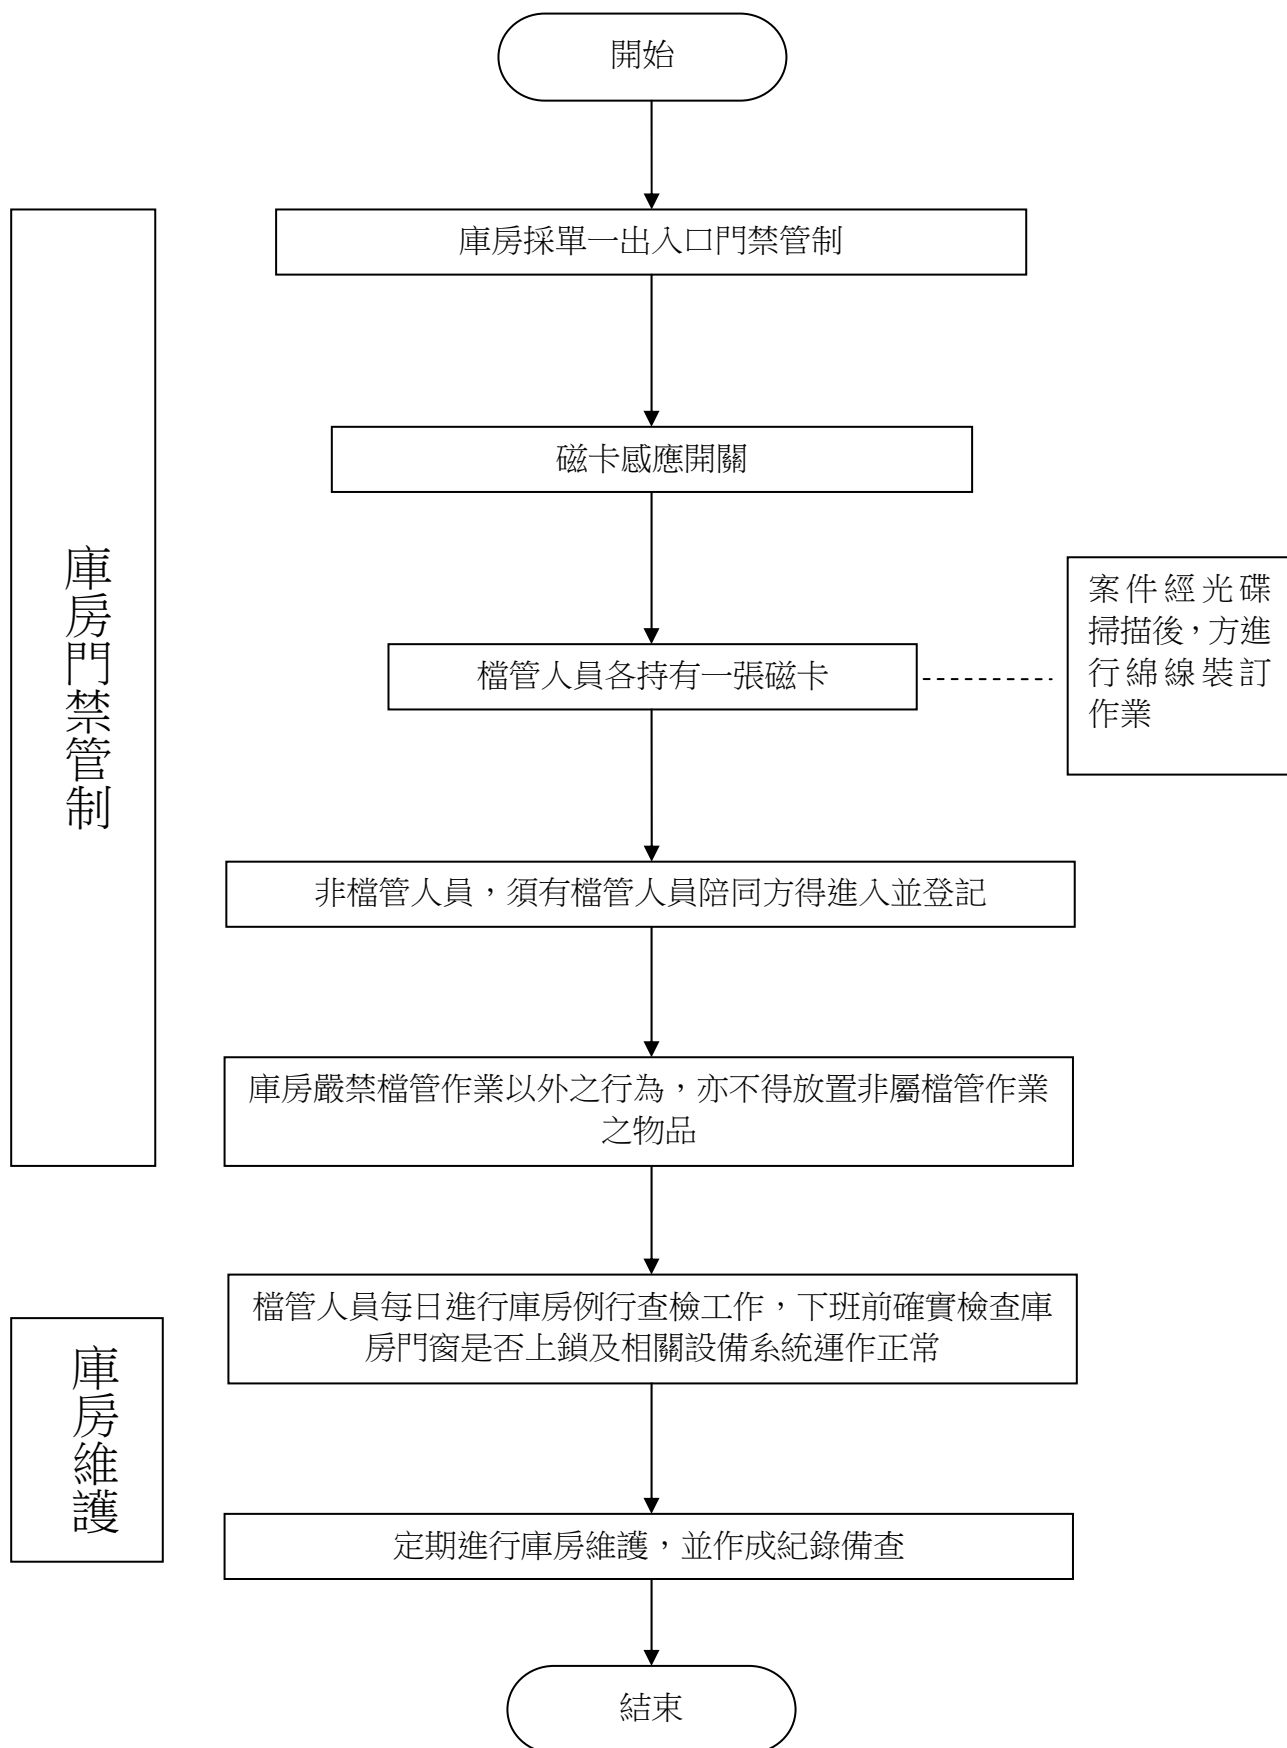 開始
庫房採單一出入口門禁管制
磁卡感應開關
案件經光碟
掃描後，方進
行綿線裝訂
作業
檔管人員各持有一張磁卡
庫房門禁管制
非檔管人員，須有檔管人員陪同方得進入並登記
庫房嚴禁檔管作業以外之行為，亦不得放置非屬檔管作業
之物品
檔管人員每日進行庫房例行查檢工作，下班前確實檢查庫
房門窗是否上鎖及相關設備系統運作正常
庫房維護
定期進行庫房維護，並作成紀錄備查
結束